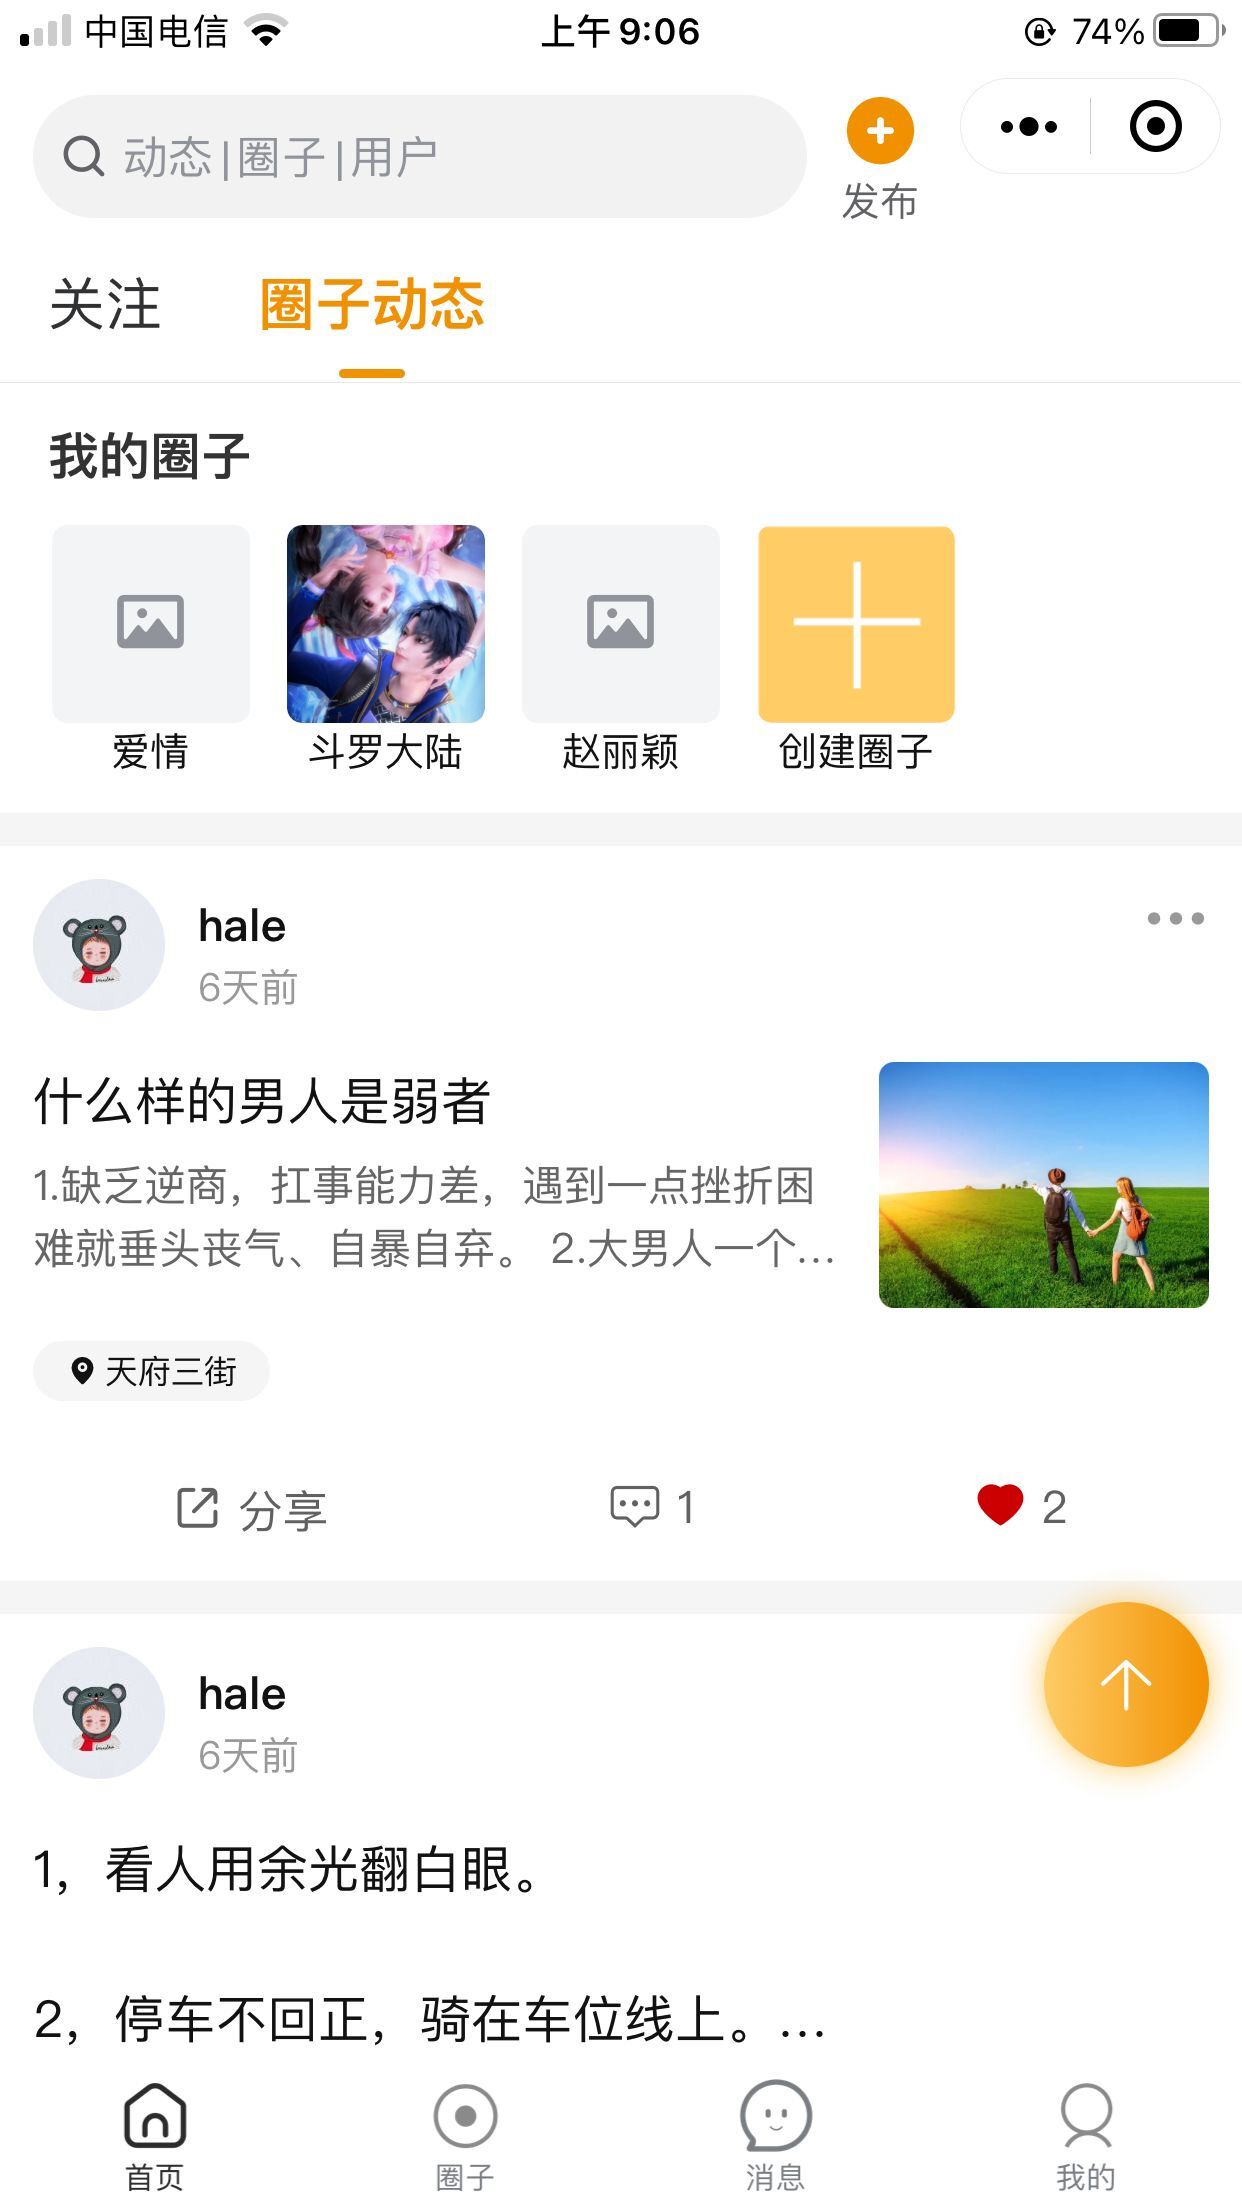 中国电信
上午 9:06
74%
动态|圈子|用户
发布
关注
圈子动态
我的圈子
爱情
斗罗大陆
赵丽颖
创建圈子
hale
6天前
什么样的男人是弱者
1.缺乏逆商，扛事能力差，遇到一点挫折困
难就垂头丧气、自暴自弃。 2.大男人一个...
天府三街
分享
1
2
hale
6天前
1，看人用余光翻白眼。
2，停车不回正，骑在车位线上。...
首页
圈子
消息
我的